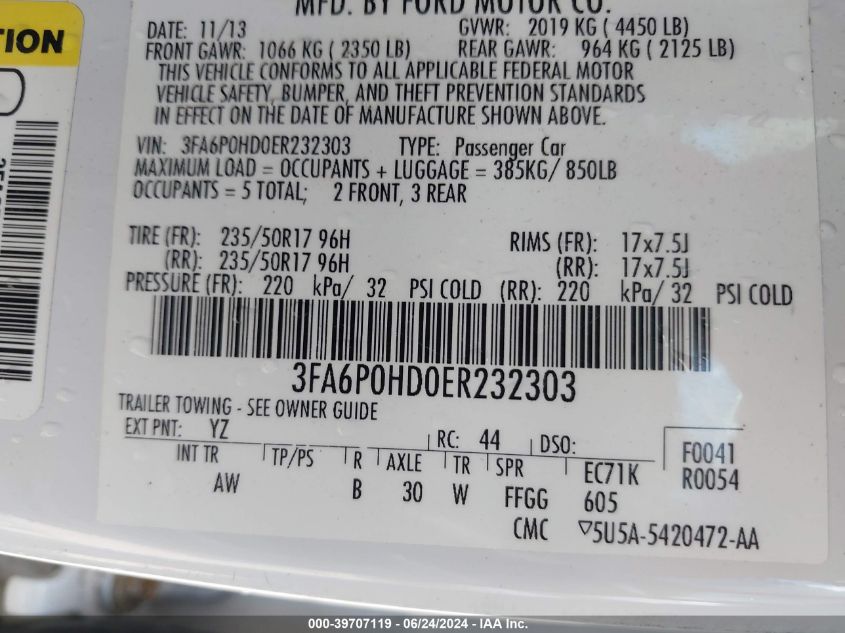 MFD. BY FORD MOTOR CO.
DATE: 11/13 GVWR: 2019 KG ( 4450 LB)
FRONT GAWR: 1066 KG ( 2350 LB) REAR GAWR: 964 KG ( 2125 LB)
THIS VEHICLE CONFORMS TO ALL APPLICABLE FEDERAL MOTOR
VEHICLE SAFETY, BUMPER, AND THEFT PREVENTION STANDARDS
IN EFFECT ON THE DATE OF MANUFACTURE SHOWN ABOVE.
VIN: 3FA6P0HD0ER232303 TYPE: Passenger Car
MAXIMUM LOAD = OCCUPANTS + LUGGAGE = 385KG/ 850LB
OCCUPANTS = 5 TOTAL; 2 FRONT, 3 REAR
TIRE (FR): 235/50R17 96H RIMS (FR): 17x7.5J
(RR): 235/50R17 96H (RR): 17x7.5J
PRESSURE (FR): 220 kPa/ 32 PSI COLD (RR): 220 kPa/ 32 PSI COLD
3FA6P0HD0ER232303
TRAILER TOWING - SEE OWNER GUIDE
EXT PNT: YZ RC: 44 DSO: F0041
INT TR TP/PS R AXLE TR SPR EC71K R0054
AW B 30 W FFGG 605
CMC ▽5U5A-5420472-AA
000-39707119 - 06/24/2024 - IAA Inc.